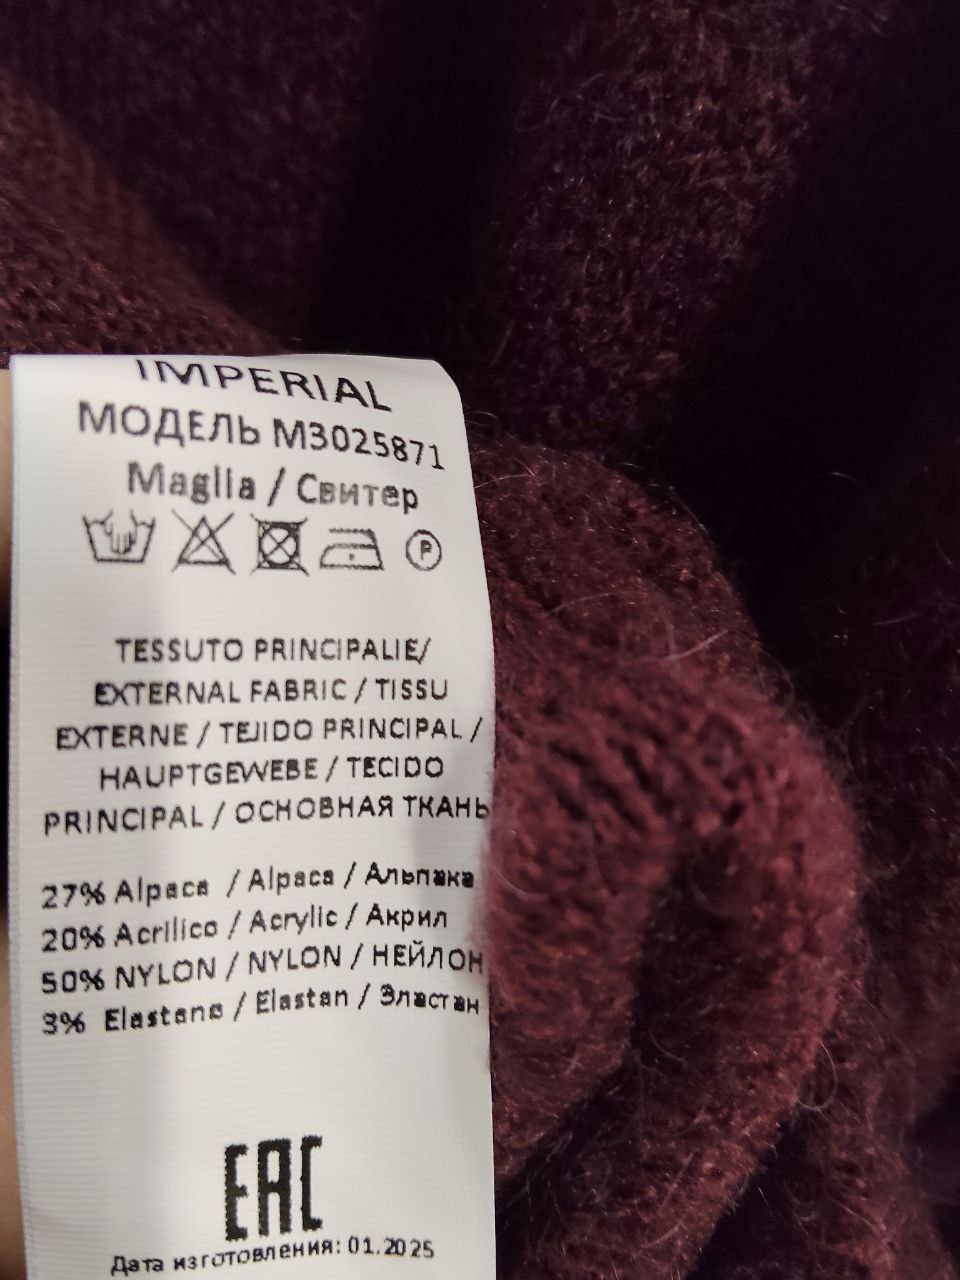 IMPERIAL
МОДЕЛЬ M3025871
Maglia / Свитер
P
TESSUTO PRINCIPALIE/
EXTERNAL FABRIC / TISSU
EXTERNE / TEJIDO PRINCIPAL /
HAUPTGEWEBE / TECIDO
PRINCIPAL / ОСНОВНАЯ ТКАНЬ
27% Alpaca / Alpaca / Альпака
20% Acrilico / Acrylic / Акрил
50% NYLON / NYLON / НЕЙЛОН
3% Elastane / Elastan / Эластан
EAC
Дата изготовления: 01.2025